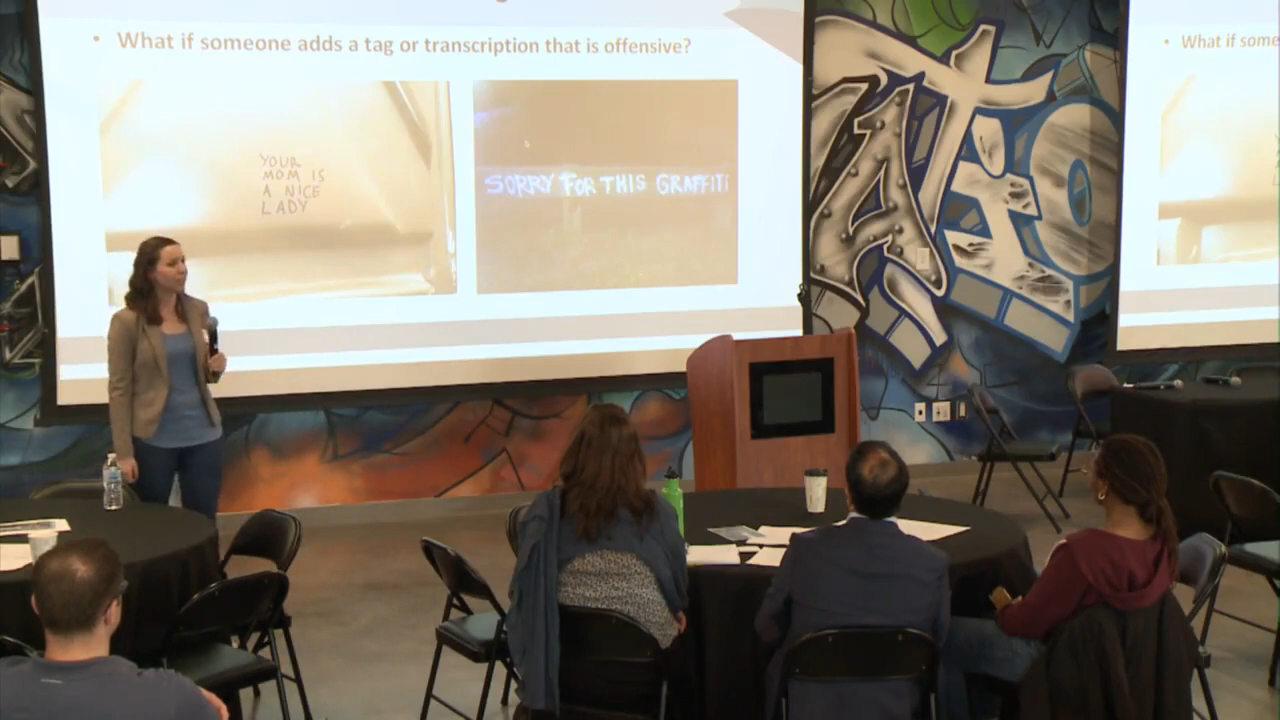 • What if someone adds a tag or transcription that is offensive?
YOUR
MOM IS
A NICE
LADY
SORRY FOR THIS GRAFFITI
• What if some